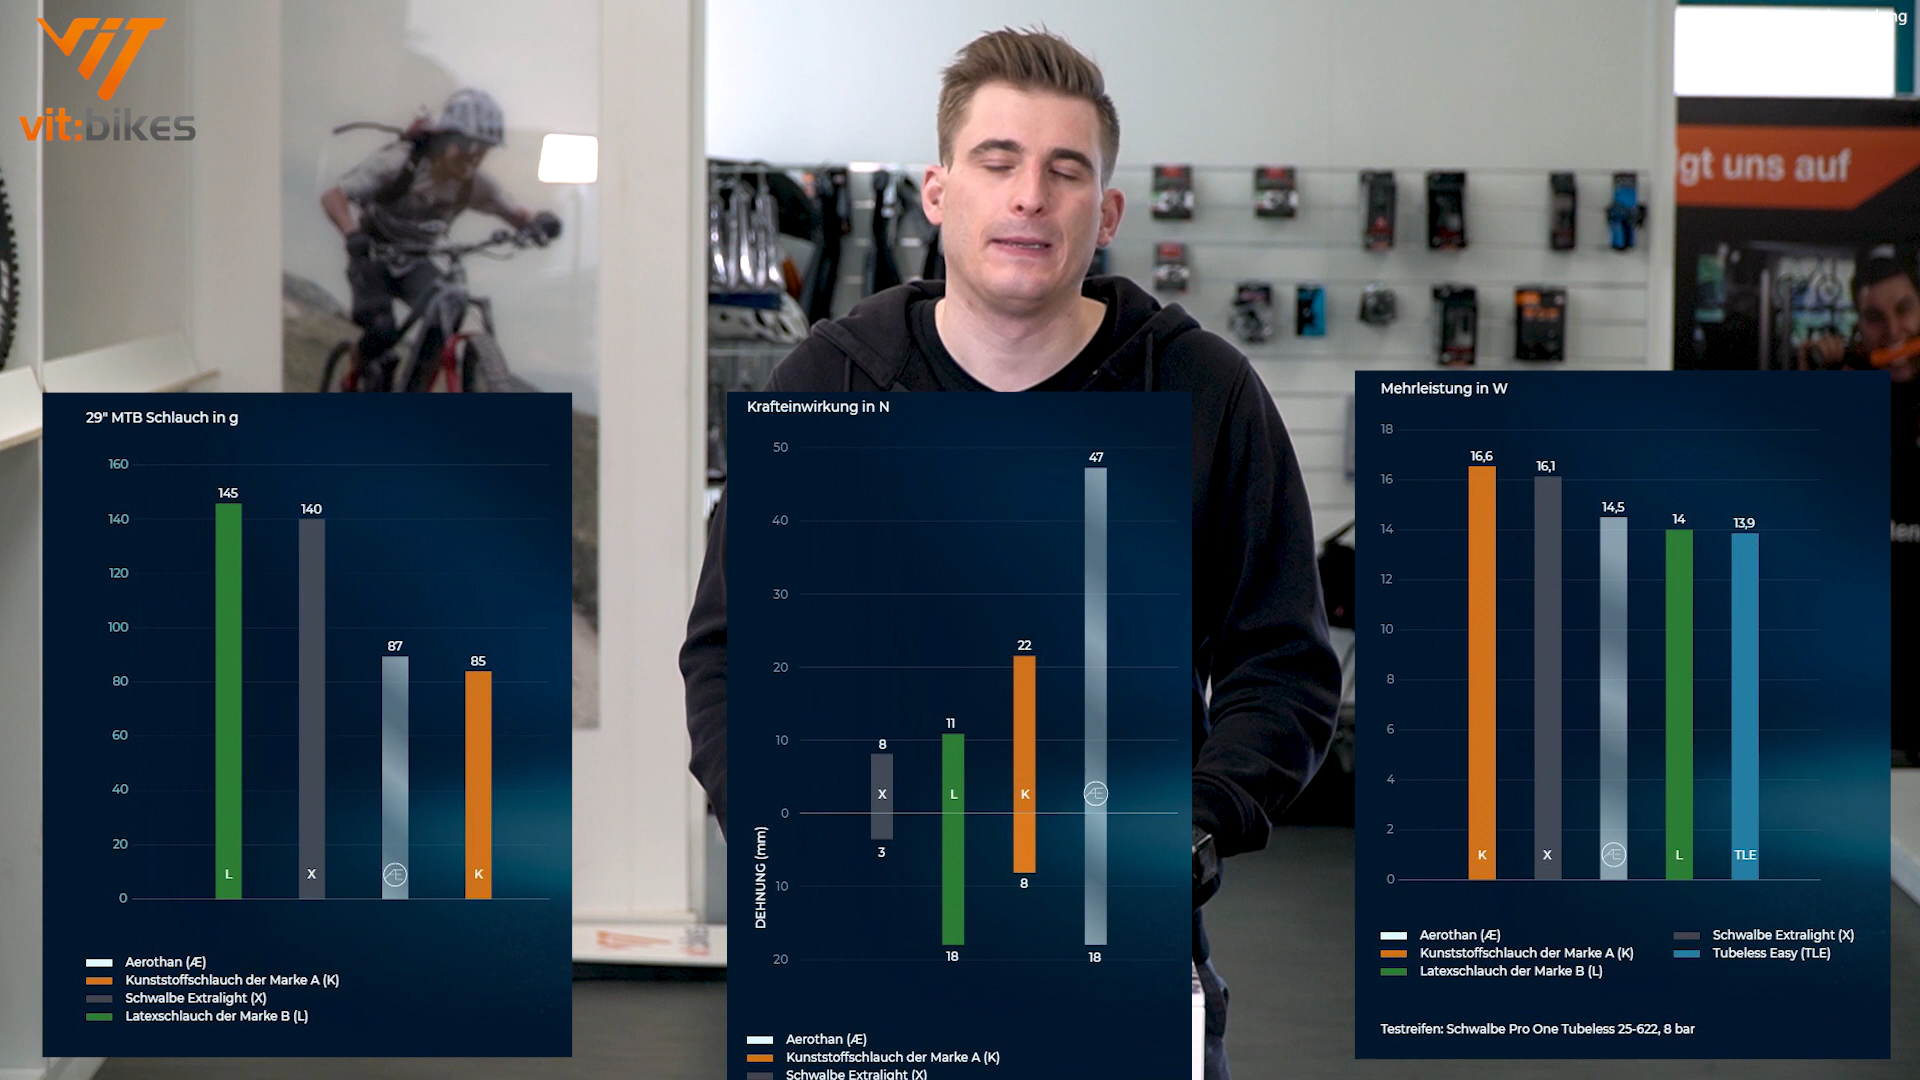 ViT
vit:bikes
ng
gt uns auf
29" MTB Schlauch in g
160
140
120
100
80
60
40
20
0
145
140
87
85
L
X
Æ
K
Aerothan (Æ)
Kunststoffschlauch der Marke A (K)
Schwalbe Extralight (X)
Latexschlauch der Marke B (L)
Krafteinwirkung in N
50
40
30
20
10
0
10
20
DEHNUNG (mm)
8
11
22
47
X
L
K
Æ
3
18
8
18
Aerothan (Æ)
Kunststoffschlauch der Marke A (K)
Schwalbe Extralight (X)
Mehrleistung in W
18
16
14
12
10
8
6
4
2
0
16,6
16,1
14,5
14
13,9
K
X
Æ
L
TLE
Aerothan (Æ)
Kunststoffschlauch der Marke A (K)
Latexschlauch der Marke B (L)
Schwalbe Extralight (X)
Tubeless Easy (TLE)
Testreifen: Schwalbe Pro One Tubeless 25-622, 8 bar